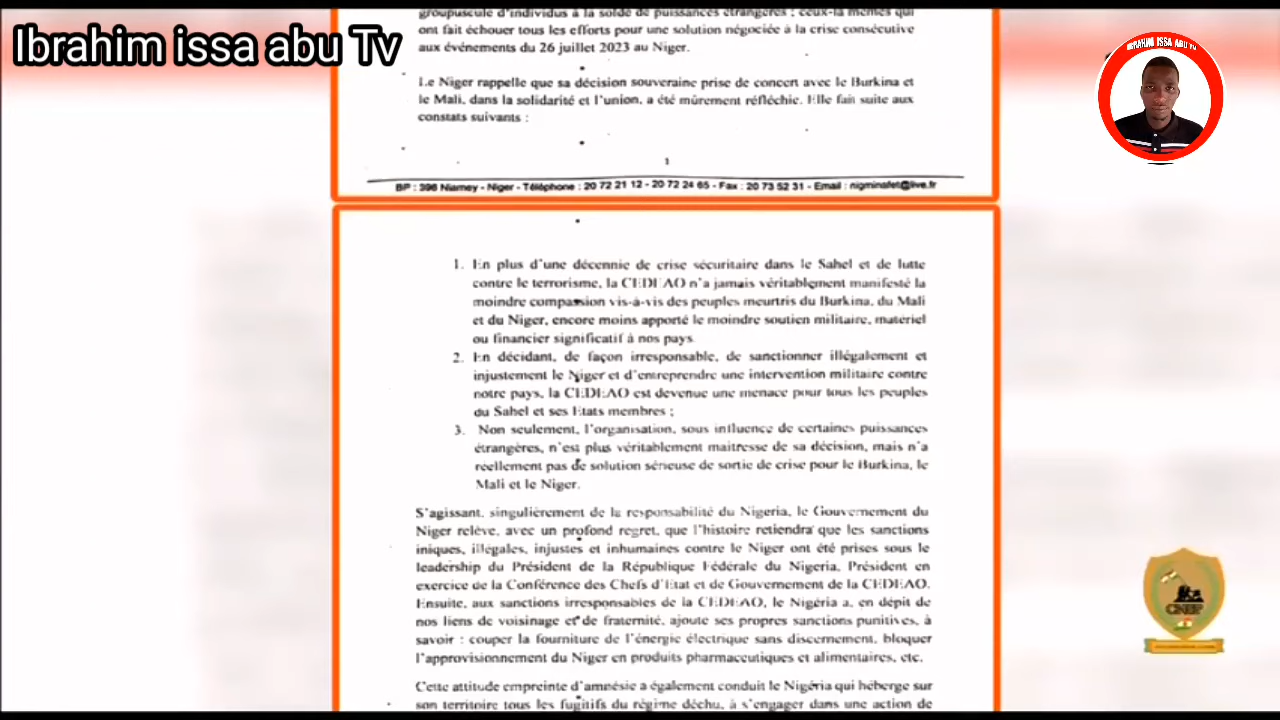 Ibrahim issa abu Tv
IBRAHIM ISSA ABU TV
groupuscule d'individus à la solde de puissances étrangères ; ceux-là mêmes qui
ont fait échouer tous les efforts pour une solution négociée à la crise consécutive
aux événements du 26 juillet 2023 au Niger.
Le Niger rappelle que sa décision souveraine prise de concert avec le Burkina et
le Mali, dans la solidarité et l'union, a été mûrement réfléchie. Elle fait suite aux
constats suivants :
1
BP : 396 Niamey - Niger - Téléphone : 20 72 21 12 - 20 72 24 65 - Fax : 20 73 52 31 - Email : nigminafet@live.fr
1. En plus d'une décennie de crise sécuritaire dans le Sahel et de lutte
contre le terrorisme, la CEDEAO n'a jamais véritablement manifesté la
moindre compassion vis-à-vis des peuples meurtris du Burkina, du Mali
et du Niger, encore moins apporté le moindre soutien militaire, matériel
ou financier significatif à nos pays.
2. En décidant, de façon irresponsable, de sanctionner illégalement et
injustement le Niger et d'entreprendre une intervention militaire contre
notre pays, la CEDEAO est devenue une menace pour tous les peuples
du Sahel et ses Etats membres ;
3. Non seulement, l'organisation, sous influence de certaines puissances
étrangères, n'est plus véritablement maitresse de sa décision, mais n'a
réellement pas de solution sérieuse de sortie de crise pour le Burkina, le
Mali et le Niger.
S'agissant, singulièrement de la responsabilité du Nigeria, le Gouvernement du
Niger relève, avec un profond regret, que l'histoire retiendra que les sanctions
iniques, illégales, injustes et inhumaines contre le Niger ont été prises sous le
leadership du Président de la République Fédérale du Nigeria, Président en
exercice de la Conférence des Chefs d'Etat et de Gouvernement de la CEDEAO.
Ensuite, aux sanctions irresponsables de la CEDEAO, le Nigéria a, en dépit de
nos liens de voisinage et de fraternité, ajouté ses propres sanctions punitives, à
savoir : couper la fourniture de l'énergie électrique sans discernement, bloquer
l'approvisionnement du Niger en produits pharmaceutiques et alimentaires, etc.
Cette attitude empreinte d'amnésie a également conduit le Nigéria qui héberge sur
son territoire tous les fugitifs du régime déchu, à s'engager dans une action de
CNSP